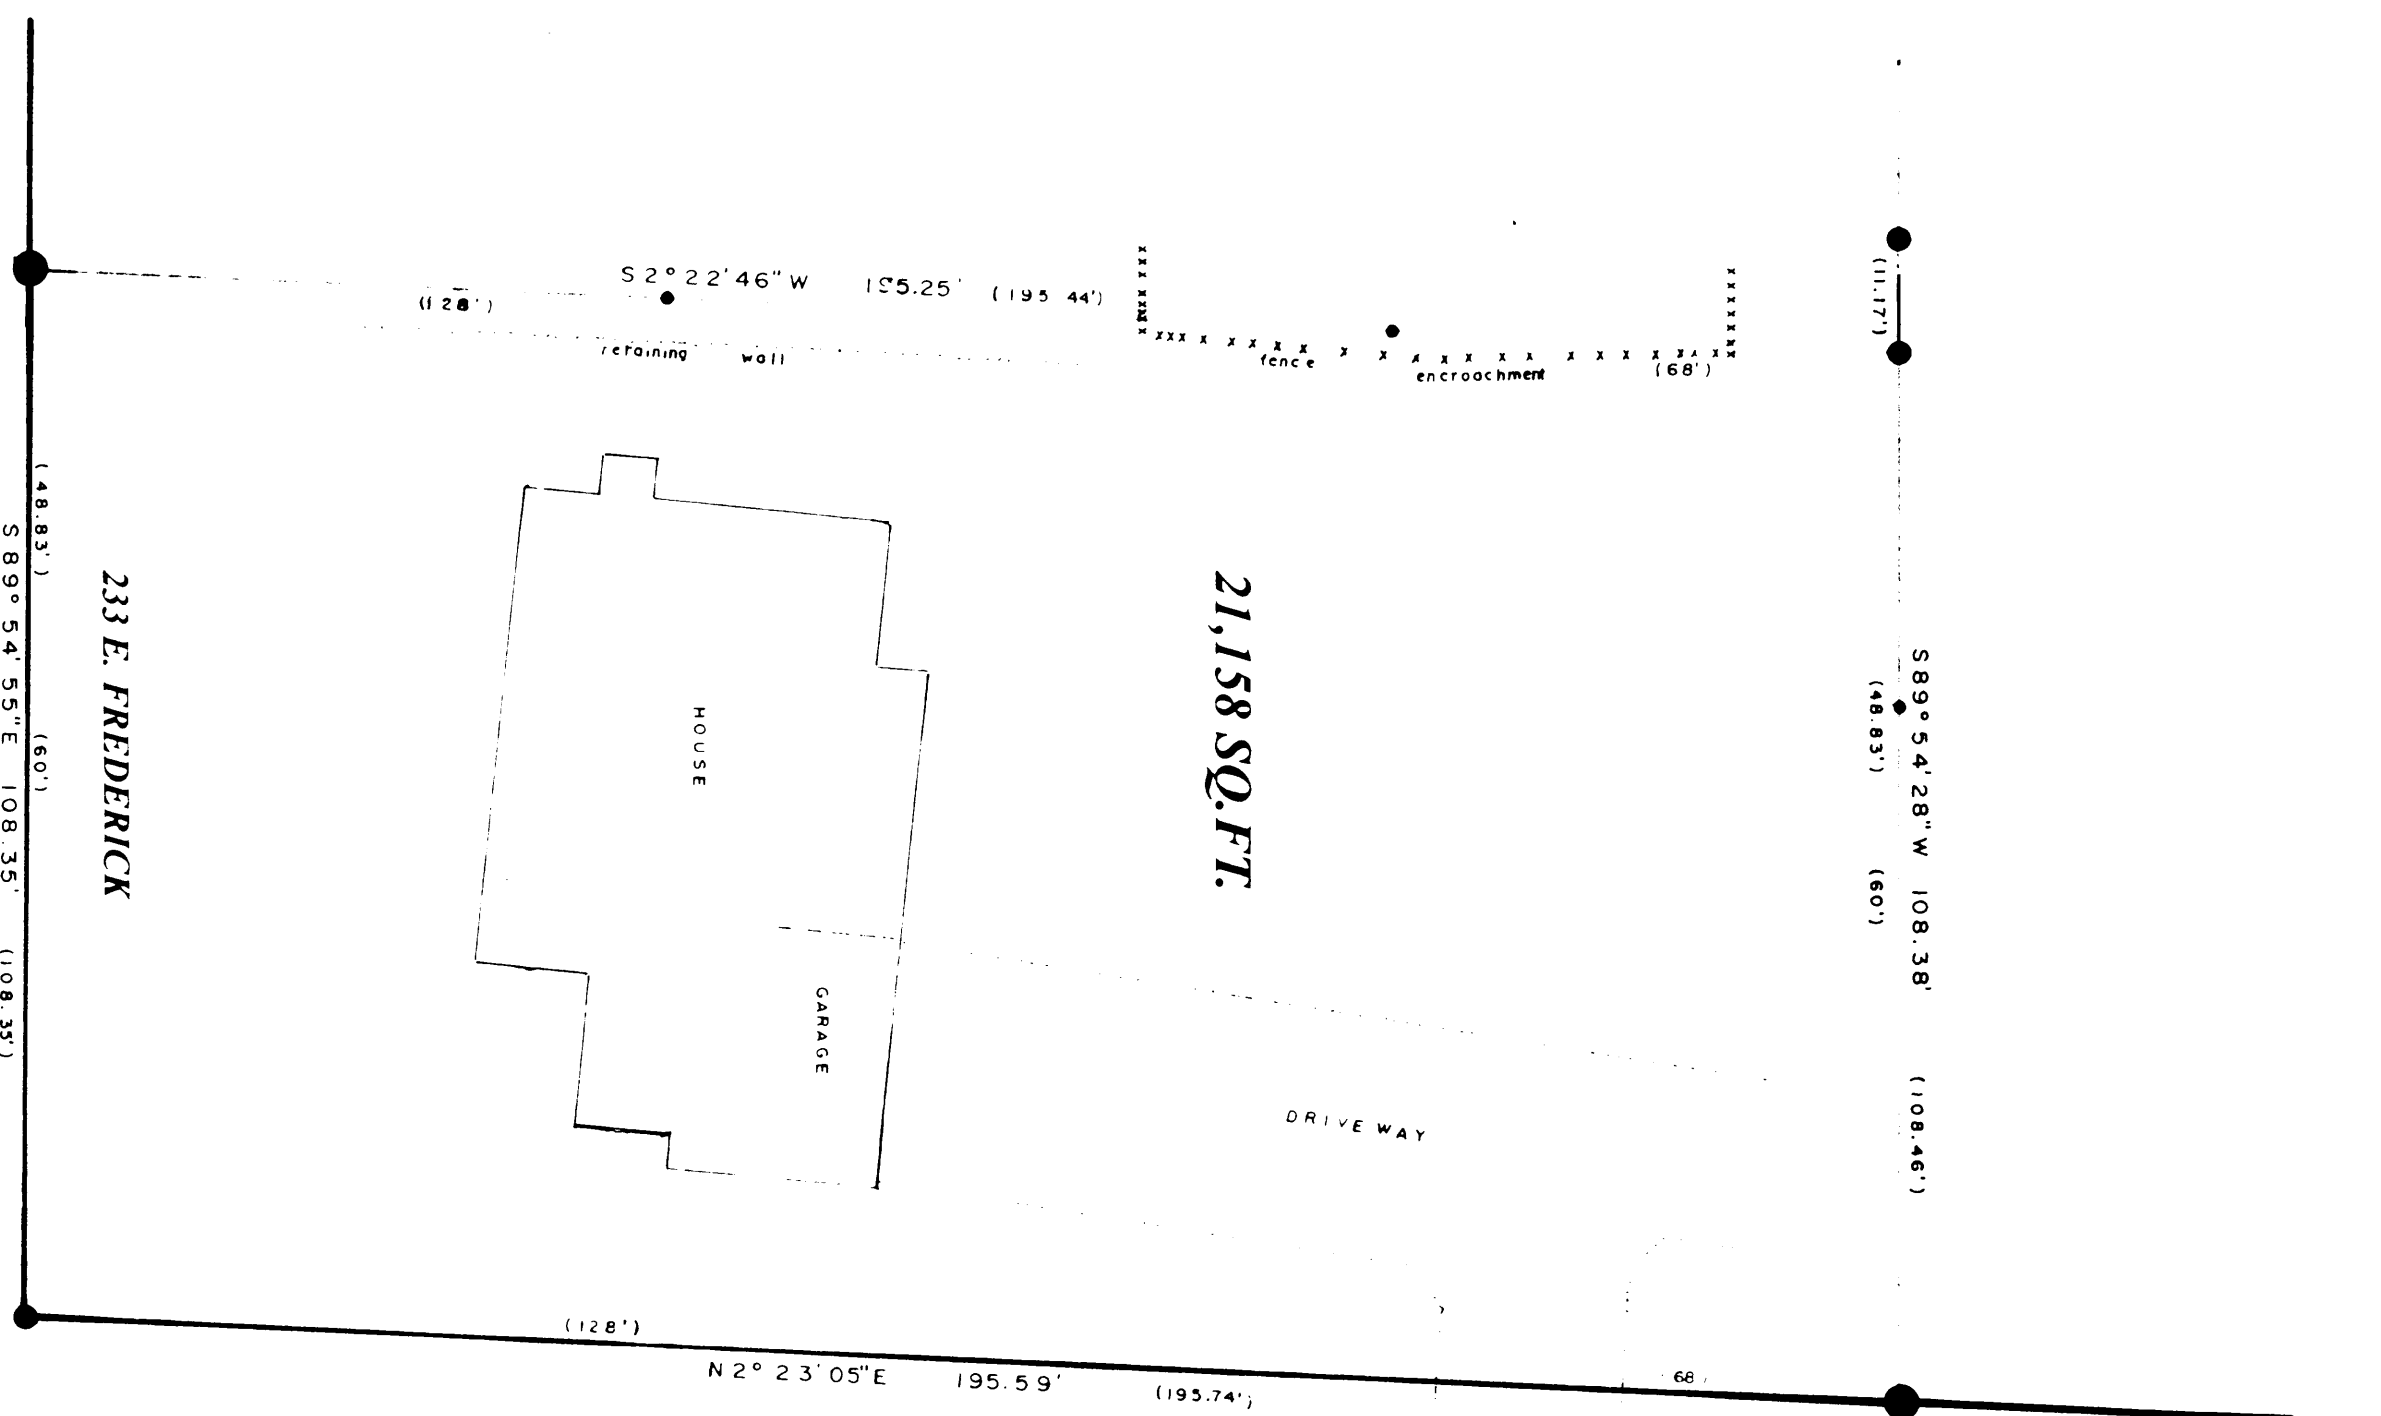 S 2° 22' 46" W 195.25' (195.44')
(128')
retaining wall
fence
encroachment
(68')
(11.17')
(48.83')
S 89° 54' 55" E 108.35' (108.35')
(60')
233 E. FREDERICK
HOUSE
21,158 SQ.FT.
GARAGE
DRIVEWAY
S 89° 54' 28" W 108.38' (108.46')
(48.83')
(60')
(128')
N 2° 23' 05" E 195.59' (195.74')
68